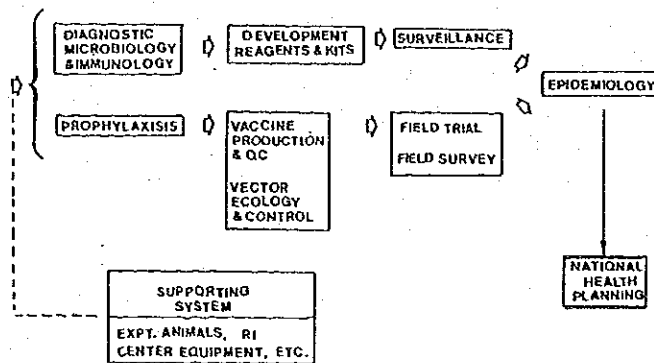 DIAGNOSTIC
MICROBIOLOGY
& IMMUNOLOGY
DEVELOPMENT
REAGENTS & KITS
SURVEILLANCE
EPIDEMIOLOGY
PROPHYLAXISIS
VACCINE
PRODUCTION
& QC
VECTOR
ECOLOGY
& CONTROL
FIELD TRIAL
FIELD SURVEY
NATIONAL
HEALTH
PLANNING
SUPPORTING
SYSTEM
EXPT. ANIMALS, RI
CENTER EQUIPMENT, ETC.